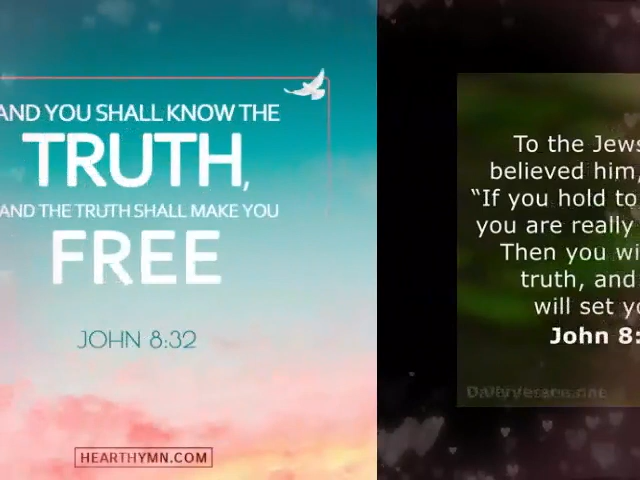 AND YOU SHALL KNOW THE
TRUTH,
AND THE TRUTH SHALL MAKE YOU
FREE
JOHN 8:32
HEARTHYMN.COM
To the Jews
believed him,
“If you hold to
you are really
Then you wi
truth, and
will set yo
John 8: